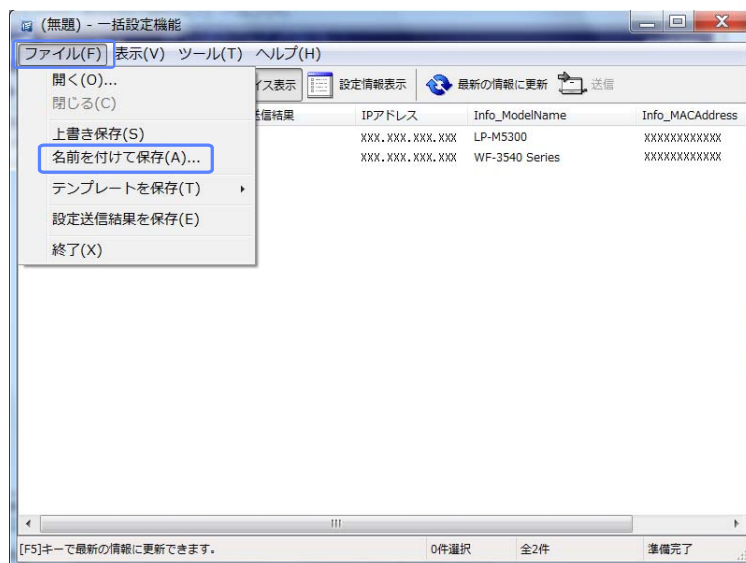 (無題) - 一括設定機能
ファイル(F) 表示(V) ツール(T) ヘルプ(H)
開く(O)...
閉じる(C)
上書き保存(S)
名前を付けて保存(A)...
テンプレートを保存(T)
設定送信結果を保存(E)
終了(X)
イス表示 設定情報表示 最新の情報に更新 送信
送信結果 IPアドレス Info_ModelName Info_MACAddress
XXX.XXX.XXX.XXX LP-M5300 XXXXXXXXXXXX
XXX.XXX.XXX.XXX WF-3540 Series XXXXXXXXXXXX
[F5]キーで最新の情報に更新できます。 0件選択 全2件 準備完了